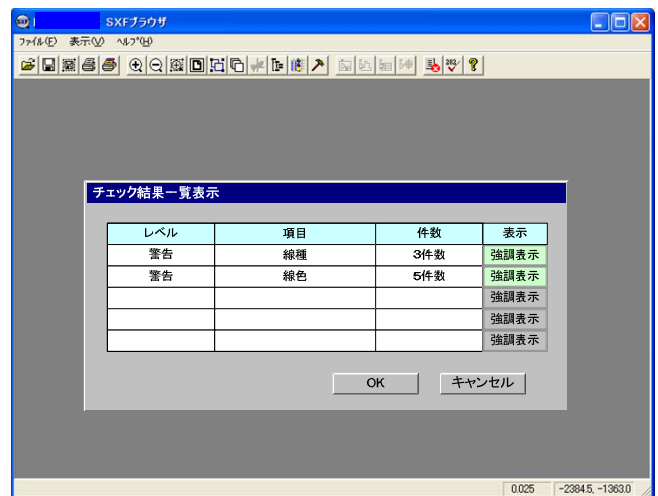 SXFブラウザ
ファイル(F) 表示(V) ヘルプ(H)
チェック結果一覧表示
レベル 項目 件数 表示
警告 線種 3件数 強調表示
警告 線色 5件数 強調表示
強調表示
強調表示
強調表示
OK キャンセル
0.025 -2384.5, -1363.0